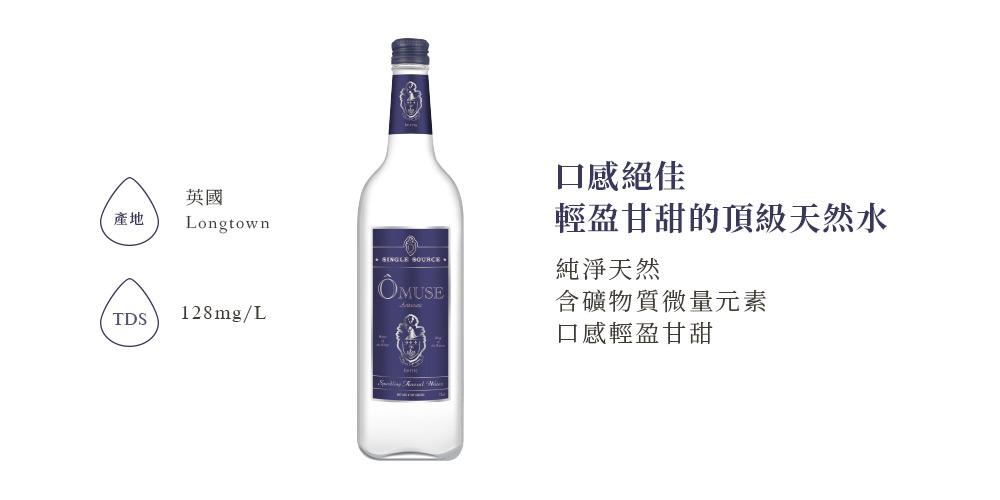 產地
英國
Longtown
TDS
128mg/L
SINGLE SOURCE
ÔMUSE
Sparkling Mineral Water
口感絕佳
輕盈甘甜的頂級天然水
純淨天然
含礦物質微量元素
口感輕盈甘甜